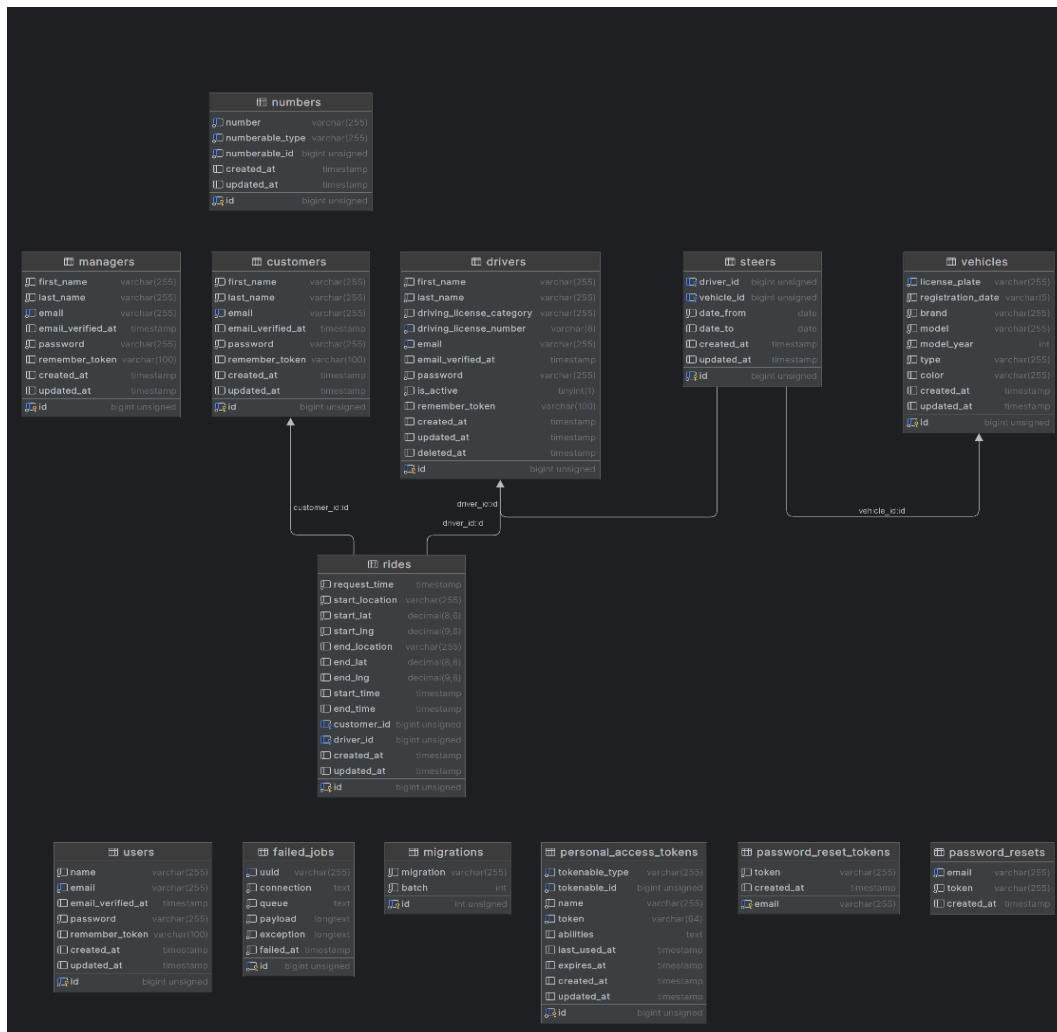 numbers
number varchar(255)
numberable_type varchar(255)
numberable_id bigint unsigned
created_at timestamp
updated_at timestamp
id bigint unsigned
managers
first_name varchar(255)
last_name varchar(255)
email varchar(255)
email_verified_at timestamp
password varchar(255)
remember_token varchar(100)
created_at timestamp
updated_at timestamp
id bigint unsigned
customers
first_name varchar(255)
last_name varchar(255)
email varchar(255)
email_verified_at timestamp
password varchar(255)
remember_token varchar(100)
created_at timestamp
updated_at timestamp
id bigint unsigned
drivers
first_name varchar(255)
last_name varchar(255)
driving_license_category varchar(255)
driving_license_number varchar(8)
email varchar(255)
email_verified_at timestamp
password varchar(255)
is_active tinyint(1)
remember_token varchar(100)
created_at timestamp
updated_at timestamp
deleted_at timestamp
id bigint unsigned
steers
driver_id bigint unsigned
vehicle_id bigint unsigned
date_from date
date_to date
created_at timestamp
updated_at timestamp
id bigint unsigned
vehicles
license_plate varchar(255)
registration_date varchar(5)
brand varchar(255)
model varchar(255)
model_year int
type varchar(255)
color varchar(255)
created_at timestamp
updated_at timestamp
id bigint unsigned
customer_id:id
driver_id:id
driver_id:id
vehicle_id:id
rides
request_time timestamp
start_location varchar(255)
start_lat decimal(8,6)
start_lng decimal(9,6)
end_location varchar(255)
end_lat decimal(8,6)
end_lng decimal(9,6)
start_time timestamp
end_time timestamp
customer_id bigint unsigned
driver_id bigint unsigned
created_at timestamp
updated_at timestamp
id bigint unsigned
users
name varchar(255)
email varchar(255)
email_verified_at timestamp
password varchar(255)
remember_token varchar(100)
created_at timestamp
updated_at timestamp
id bigint unsigned
failed_jobs
uuid varchar(255)
connection text
queue text
payload longtext
exception longtext
failed_at timestamp
id bigint unsigned
migrations
migration varchar(255)
batch int
id int unsigned
personal_access_tokens
tokenable_type varchar(255)
tokenable_id bigint unsigned
name varchar(255)
token varchar(64)
abilities text
last_used_at timestamp
expires_at timestamp
created_at timestamp
updated_at timestamp
id bigint unsigned
password_reset_tokens
token varchar(255)
created_at timestamp
email varchar(255)
password_resets
email varchar(255)
token varchar(255)
created_at timestamp